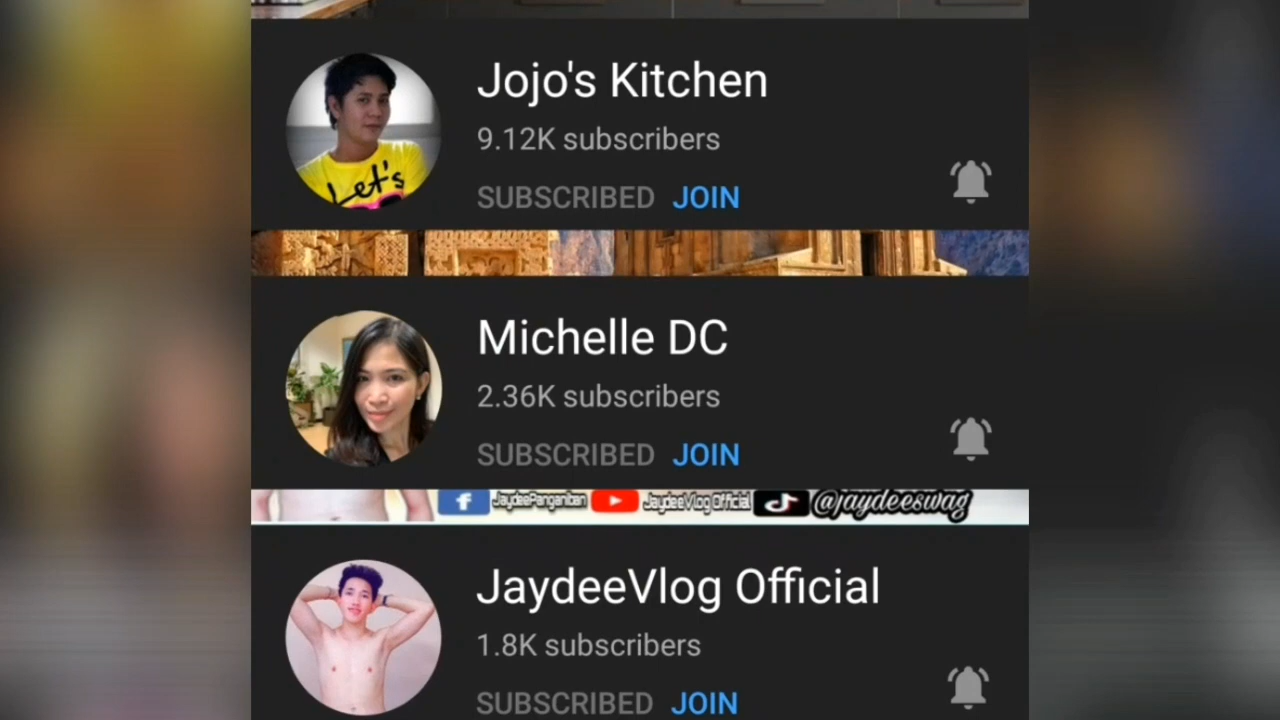 Let's
Jojo's Kitchen
9.12K subscribers
SUBSCRIBED JOIN
Michelle DC
2.36K subscribers
SUBSCRIBED JOIN
JaydeePanganiban JaydeeVlog Official @jaydeeswag
JaydeeVlog Official
1.8K subscribers
SUBSCRIBED JOIN